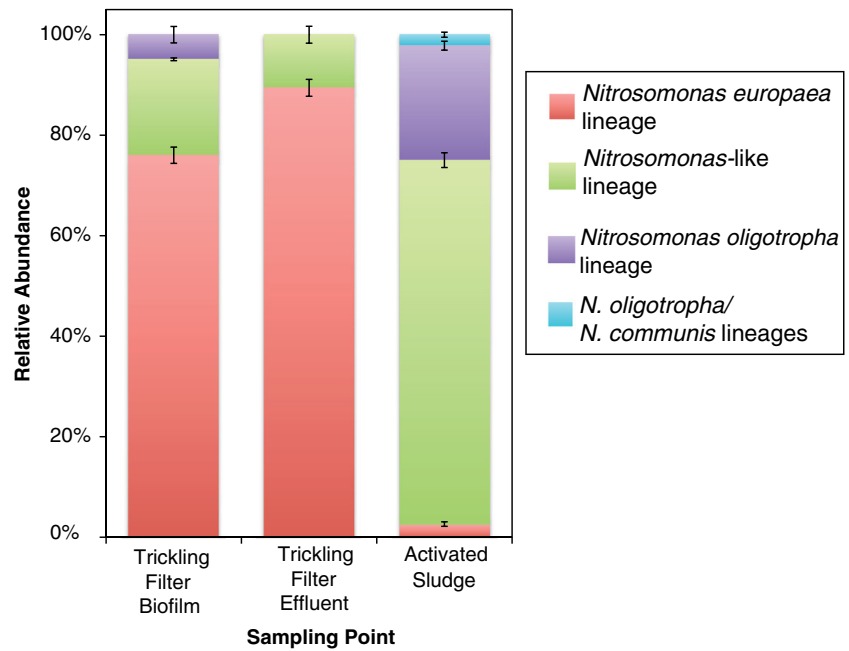 100%
80%
60%
40%
20%
0%
Relative Abundance
Trickling
Filter
Biofilm
Trickling
Filter
Effluent
Activated
Sludge
Sampling Point
Nitrosomonas europaea
lineage
Nitrosomonas-like
lineage
Nitrosomonas oligotropha
lineage
N. oligotropha/
N. communis lineages